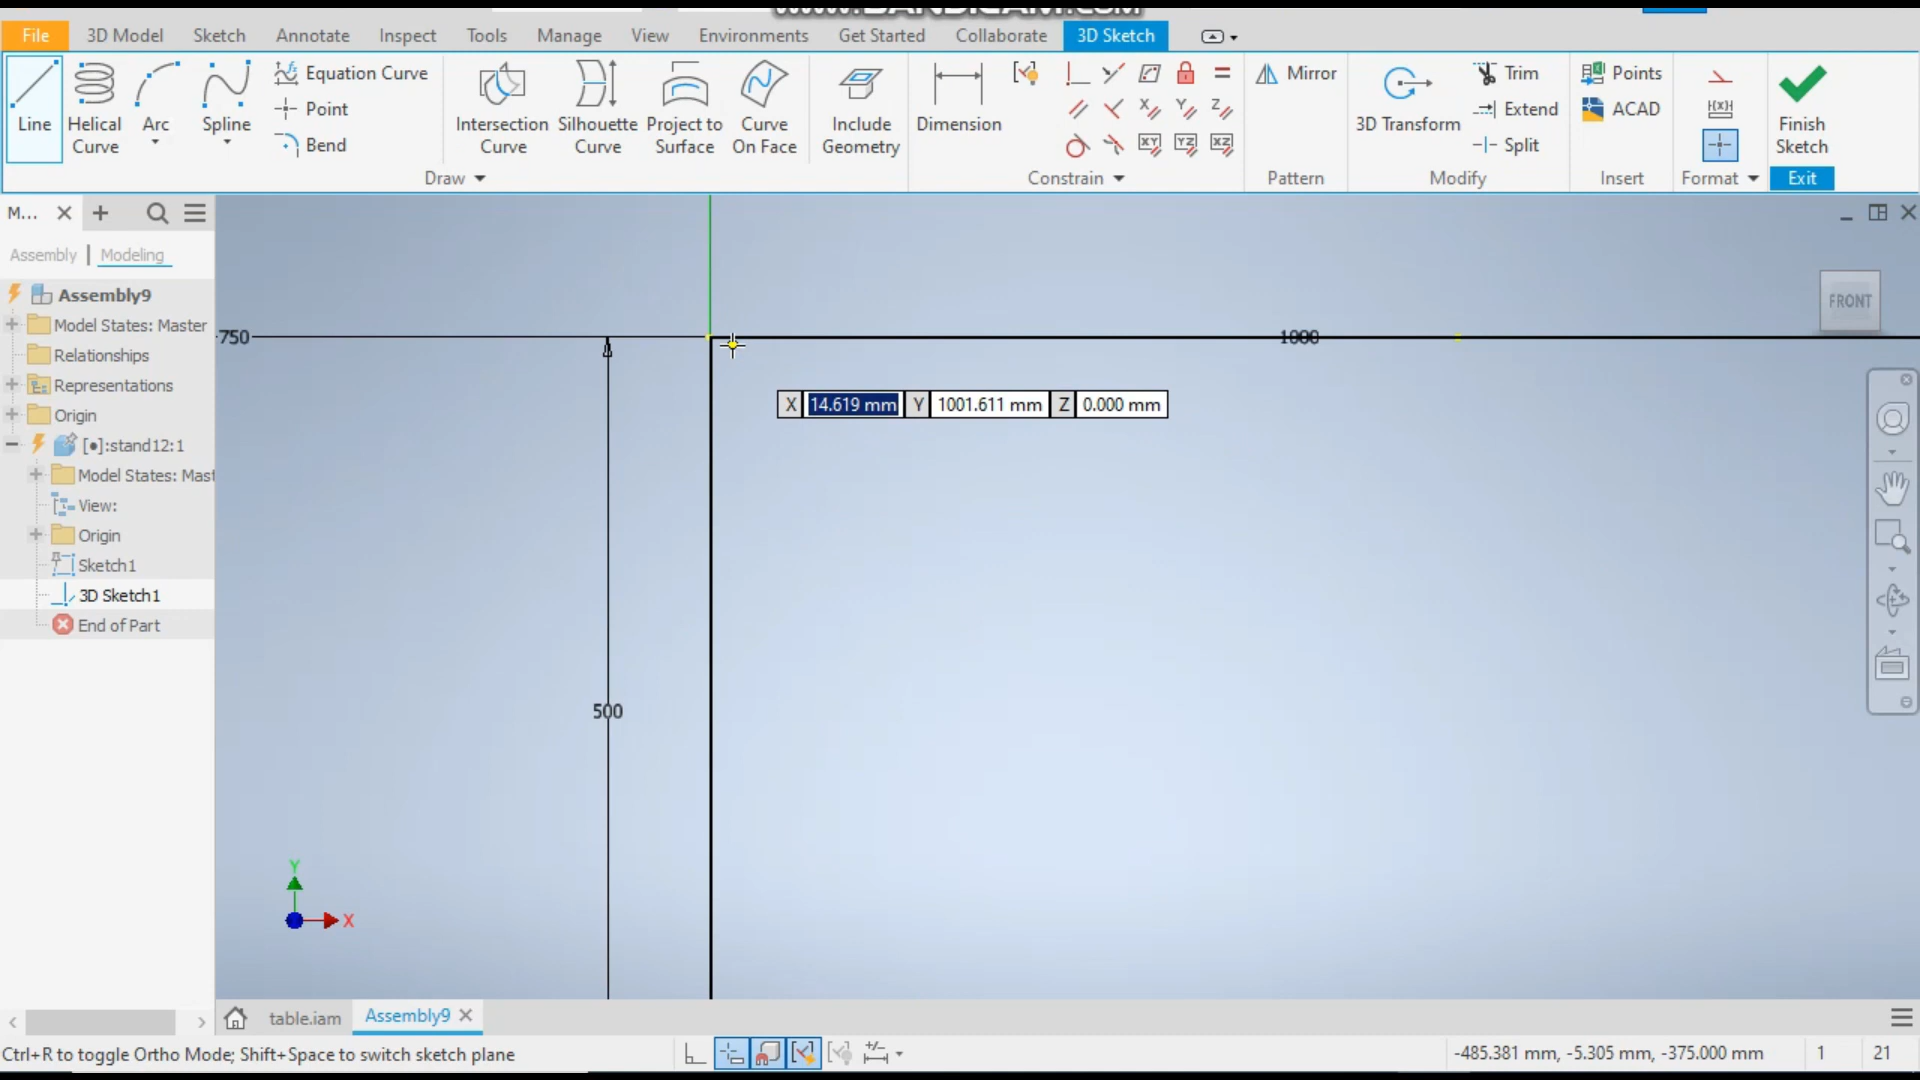 File 3D Model Sketch Annotate Inspect Tools Manage View Environments Get Started Collaborate 3D Sketch
Equation Curve
Point
Bend
Line
Helical
Curve
Arc
Spline
Intersection
Curve
Silhouette
Curve
Project to
Surface
Curve
On Face
Include
Geometry
Dimension
XY YZ XZ
Mirror
3D Transform
Trim
Extend
Split
Points
ACAD
Finish
Sketch
Draw Constrain Pattern Modify Insert Format Exit
M...
Assembly | Modeling
Assembly9
Model States: Master
Relationships
Representations
Origin
[•]:stand12:1
Model States: Mast
View:
Origin
Sketch1
3D Sketch1
End of Part
750
1000
FRONT
X 14.619 mm Y 1001.611 mm Z 0.000 mm
500
Y
X
table.iam Assembly9
Ctrl+R to toggle Ortho Mode; Shift+Space to switch sketch plane
-485.381 mm, -5.305 mm, -375.000 mm 1 21